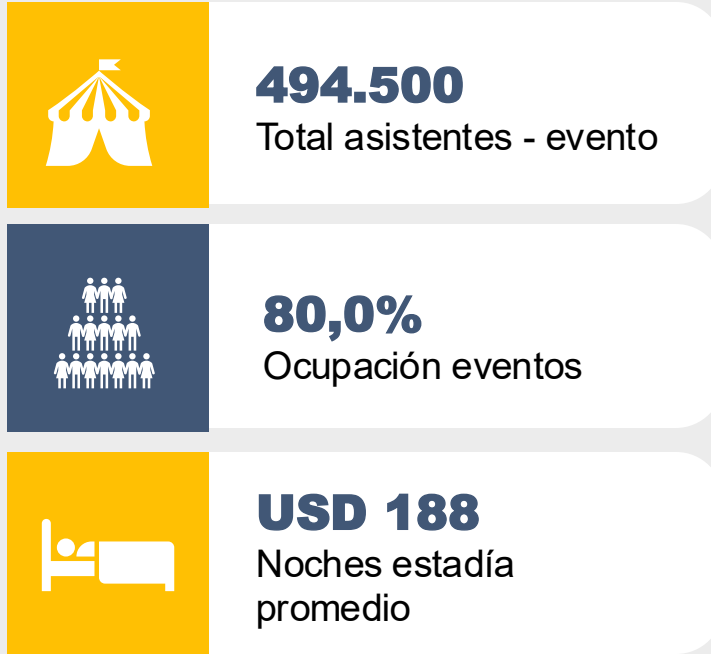 494.500
Total asistentes - evento
80,0%
Ocupación eventos
USD 188
Noches estadía
promedio